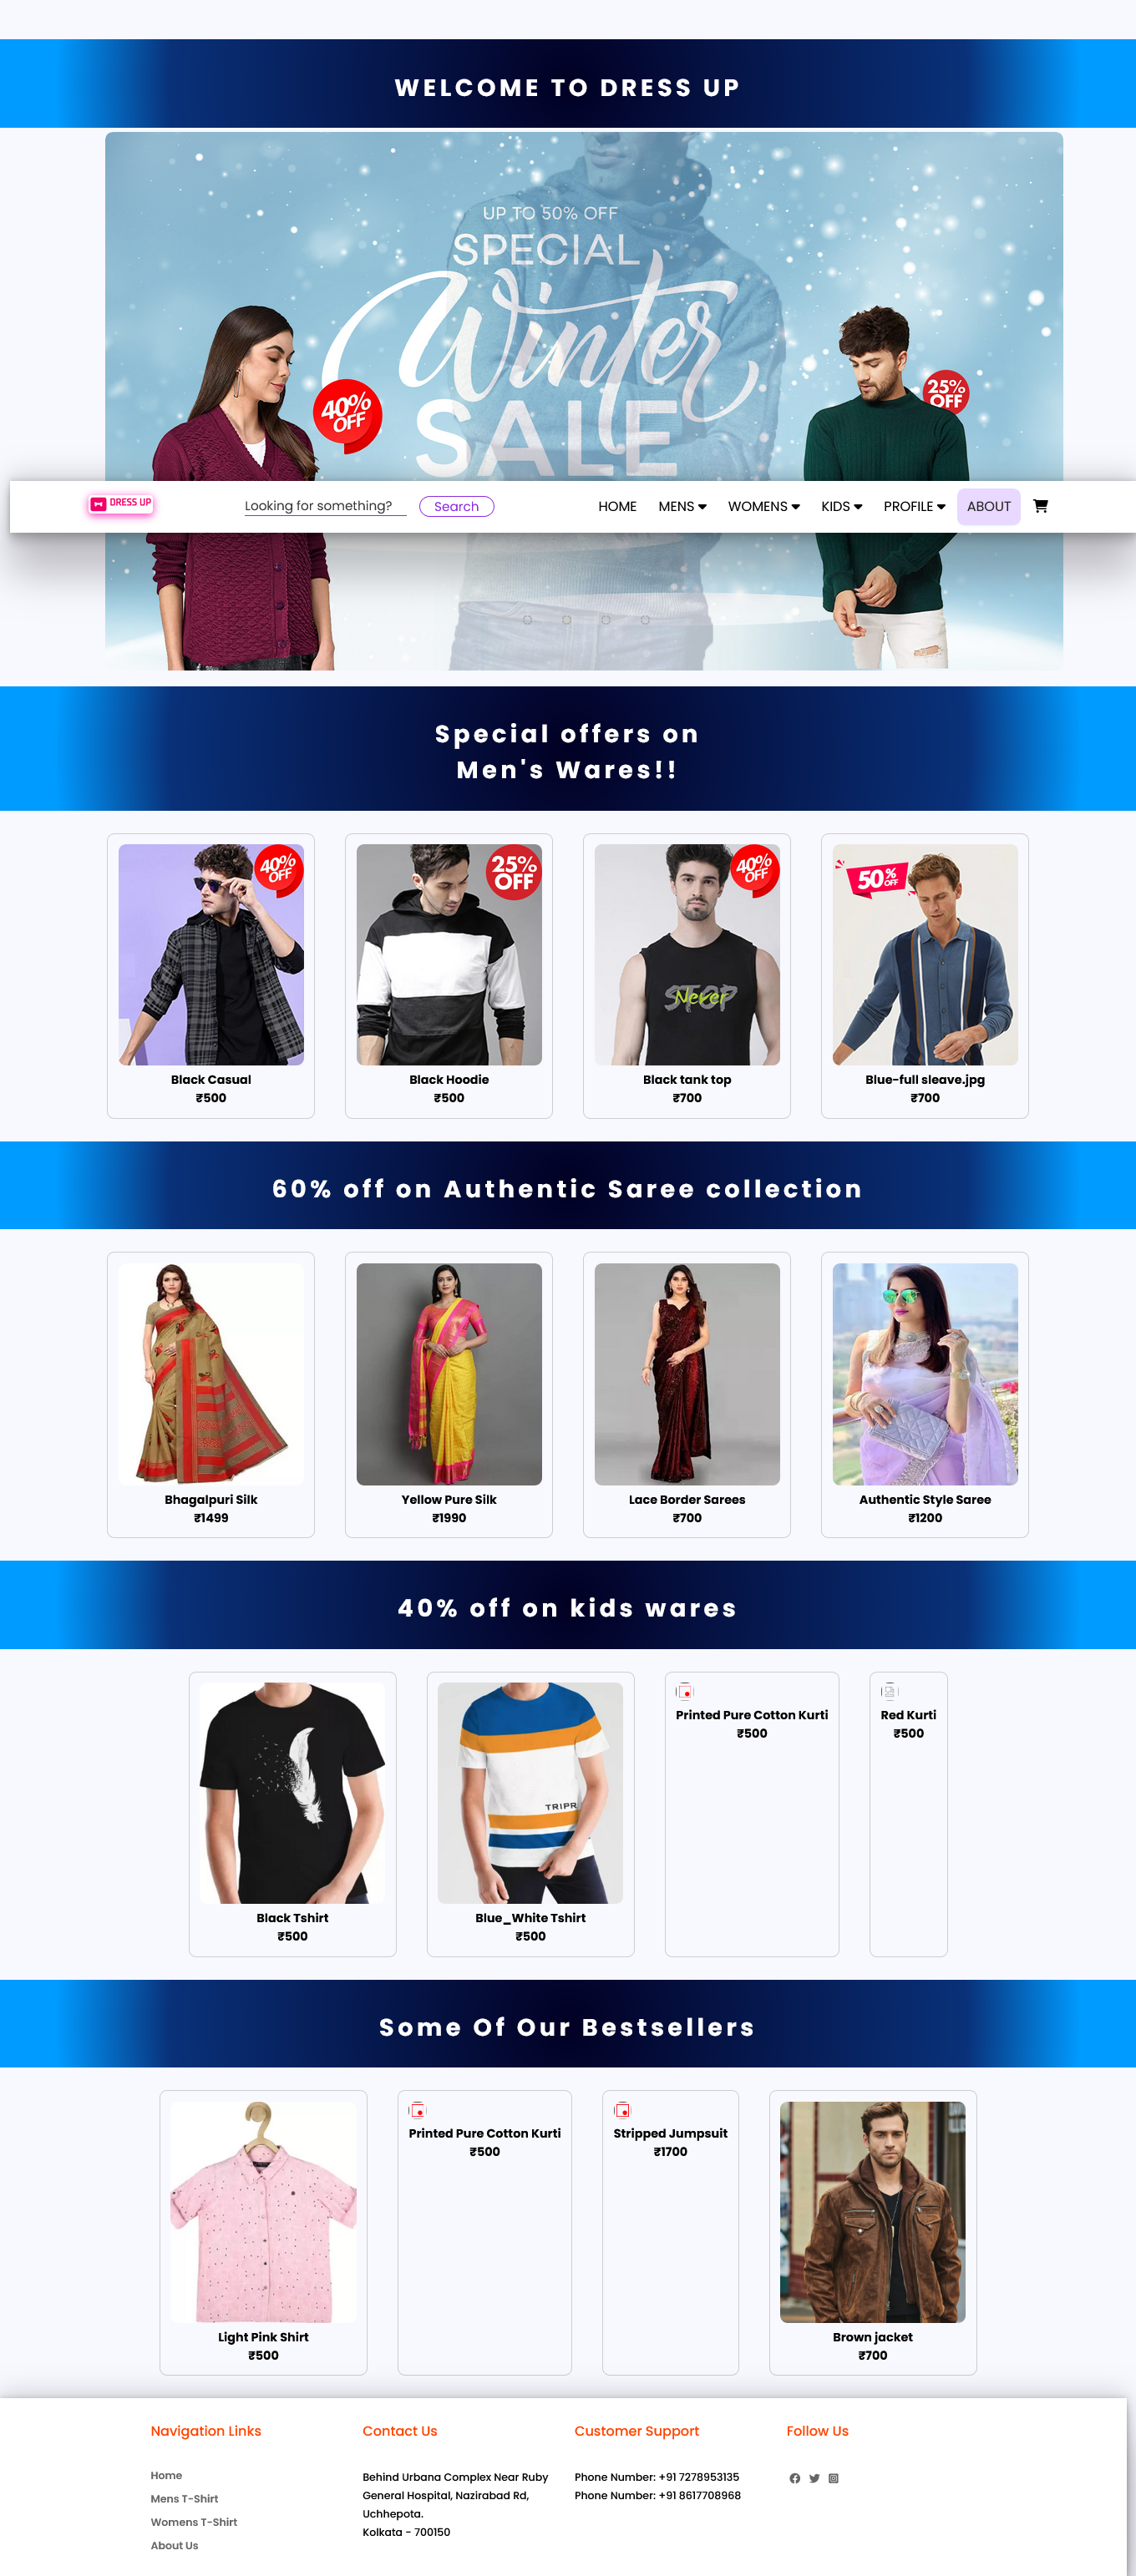 WELCOME TO DRESS UP
UP TO 50% OFF
SPECIAL
Winter
SALE
40%
OFF
25%
OFF
DRESS UP
Looking for something?
Search
HOME
MENS
WOMENS
KIDS
PROFILE
ABOUT
Special offers on
Men's Wares!!
40%
OFF
25%
OFF
STOP
Never
40%
OFF
50%
OFF
Black Casual
₹500
Black Hoodie
₹500
Black tank top
₹700
Blue-full sleave.jpg
₹700
60% off on Authentic Saree collection
Bhagalpuri Silk
₹1499
Yellow Pure Silk
₹1990
Lace Border Sarees
₹700
Authentic Style Saree
₹1200
40% off on kids wares
TRIPR
Black Tshirt
₹500
Blue_White Tshirt
₹500
Printed Pure Cotton Kurti
₹500
Red Kurti
₹500
Some Of Our Bestsellers
Light Pink Shirt
₹500
Printed Pure Cotton Kurti
₹500
Stripped Jumpsuit
₹1700
Brown jacket
₹700
Navigation Links
Home
Mens T-Shirt
Womens T-Shirt
About Us
Contact Us
Behind Urbana Complex Near Ruby
General Hospital, Nazirabad Rd,
Uchhepota.
Kolkata - 700150
Customer Support
Phone Number: +91 7278953135
Phone Number: +91 8617708968
Follow Us